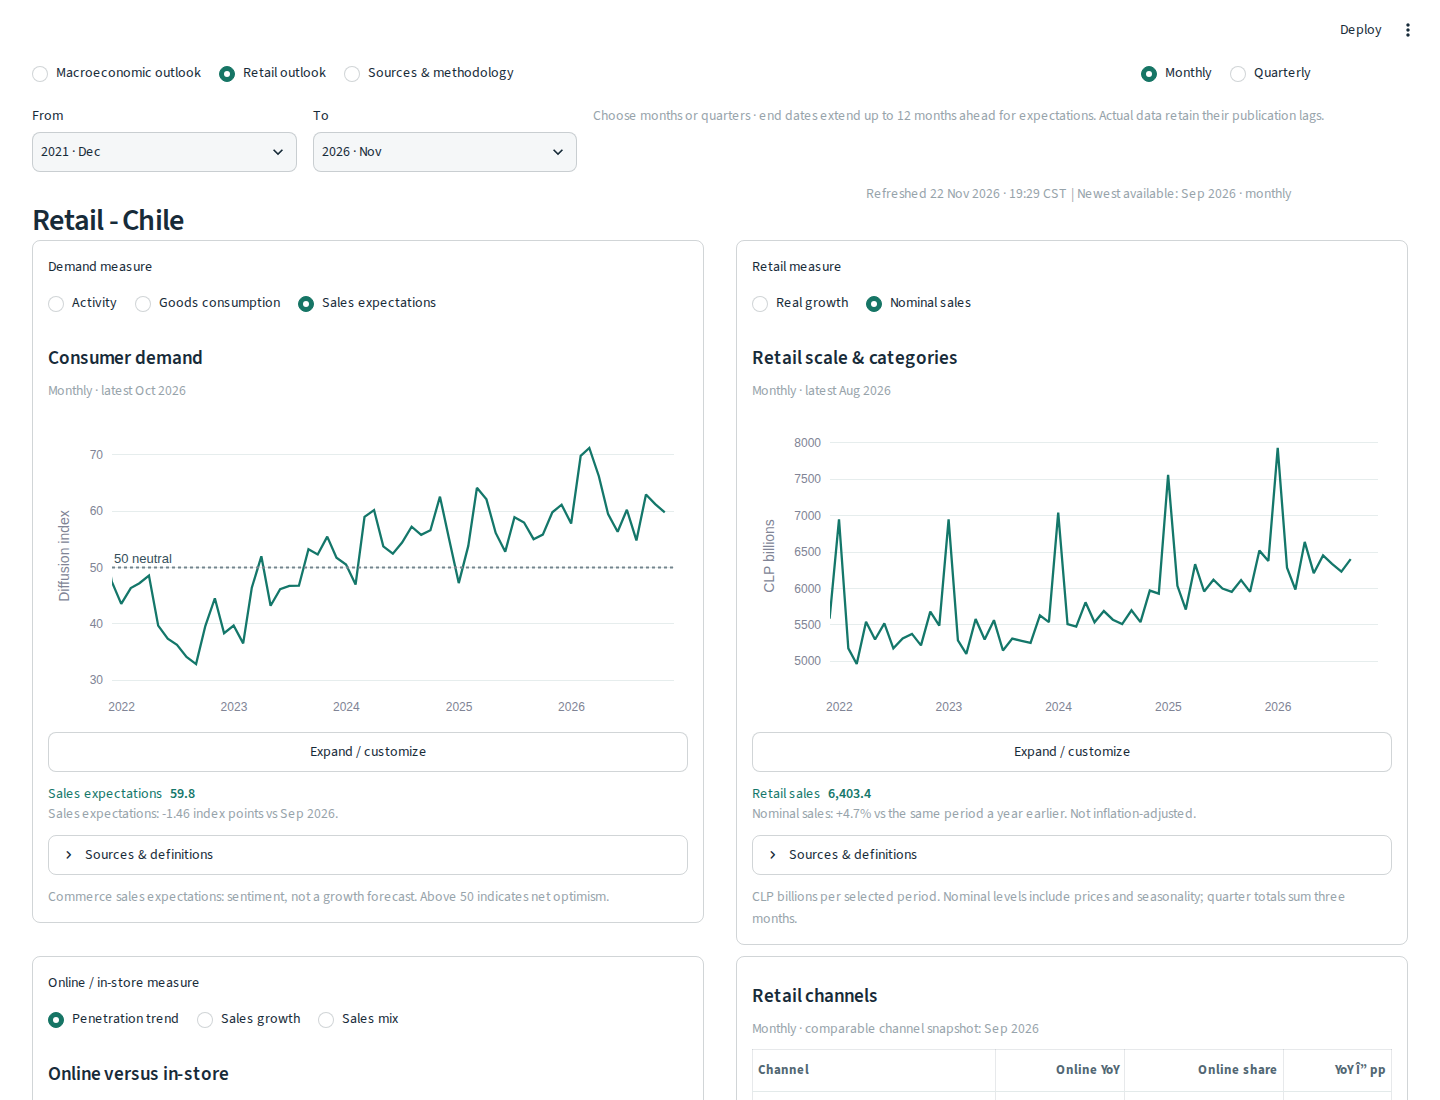 Deploy
Macroeconomic outlook Retail outlook Sources & methodology Monthly Quarterly
From To Choose months or quarters · end dates extend up to 12 months ahead for expectations. Actual data retain their publication lags.
2021 · Dec 2026 · Nov
Refreshed 22 Nov 2026 · 19:29 CST | Newest available: Sep 2026 · monthly
Retail - Chile
Demand measure
Activity Goods consumption Sales expectations
Consumer demand
Monthly · latest Oct 2026
Diffusion index
70
60
50
40
30
50 neutral
2022 2023 2024 2025 2026
Expand / customize
Sales expectations 59.8
Sales expectations: -1.46 index points vs Sep 2026.
Sources & definitions
Commerce sales expectations: sentiment, not a growth forecast. Above 50 indicates net optimism.
Retail measure
Real growth Nominal sales
Retail scale & categories
Monthly · latest Aug 2026
CLP billions
8000
7500
7000
6500
6000
5500
5000
2022 2023 2024 2025 2026
Expand / customize
Retail sales 6,403.4
Nominal sales: +4.7% vs the same period a year earlier. Not inflation-adjusted.
Sources & definitions
CLP billions per selected period. Nominal levels include prices and seasonality; quarter totals sum three
months.
Online / in-store measure
Penetration trend Sales growth Sales mix
Online versus in-store
Retail channels
Monthly · comparable channel snapshot: Sep 2026
Channel Online YoY Online share YoY Î” pp